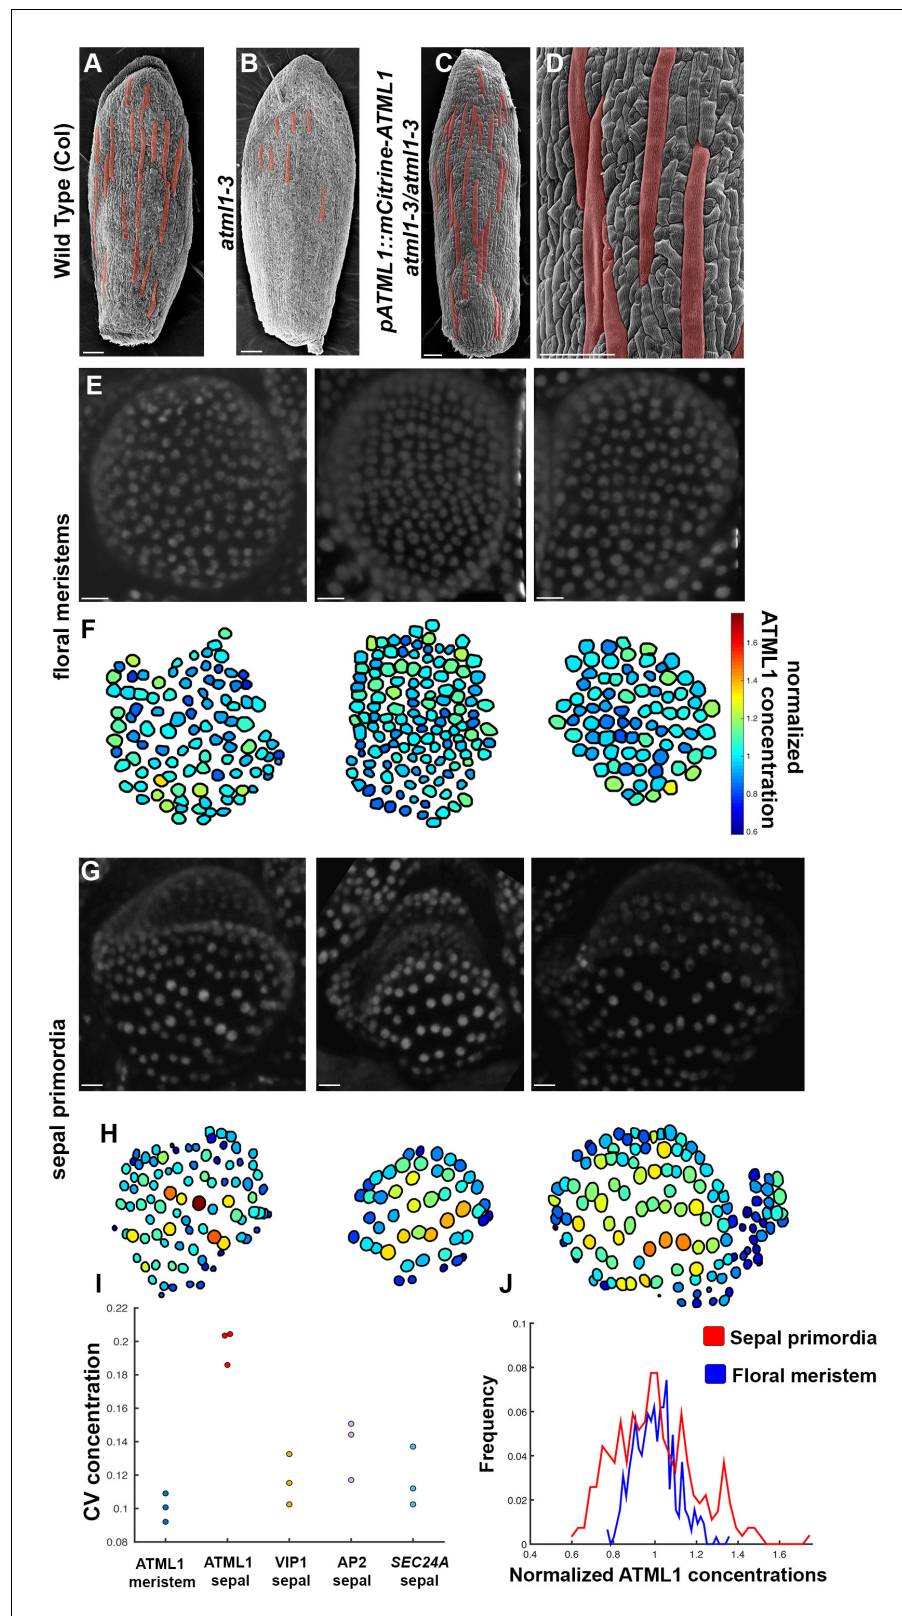 A
B
C
D
Wild Type (Col)
atml1-3
pATML1::mCitrine-ATML1
atml1-3/atml1-3
E
floral meristems
F
normalized
ATML1 concentration
1.6
1.4
1.2
1
0.8
0.6
G
sepal primordia
H
I
CV concentration
0.22
0.2
0.18
0.16
0.14
0.12
0.1
0.08
ATML1
meristem
ATML1
sepal
VIP1
sepal
AP2
sepal
SEC24A
sepal
J
Sepal primordia
Floral meristem
Frequency
0.1
0.08
0.06
0.04
0.02
0
0.4
0.6
0.8
1
1.2
1.4
1.6
Normalized ATML1 concentrations